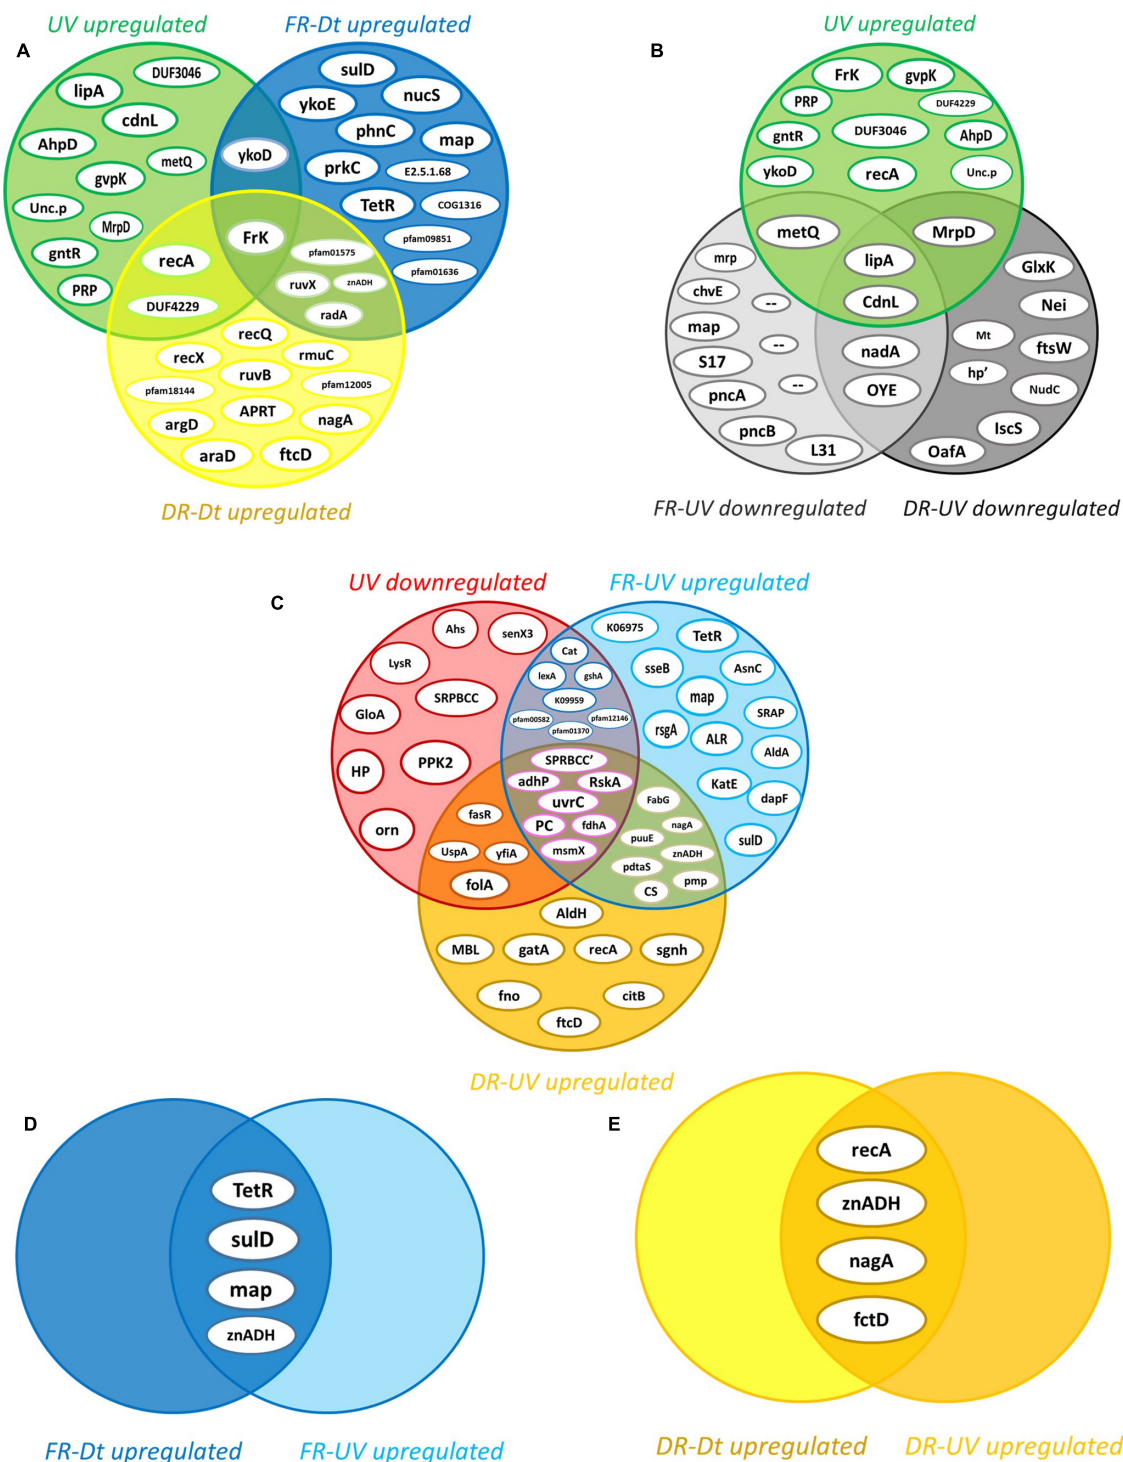 UV upregulated
FR-Dt upregulated
A
DUF3046
lipA
cdnL
AhpD
metQ
gvpK
Unc.p
MrpD
gntR
PRP
ykoD
sulD
ykoE
nucS
phnC
map
prkC
E2.5.1.68
TetR
COG1316
pfam09851
pfam01636
FrK
recA
DUF4229
pfam01575
ruvX
znADH
radA
recQ
recX
rmuC
ruvB
pfam18144
pfam12005
APRT
argD
nagA
araD
ftcD
DR-Dt upregulated
UV upregulated
B
FrK
gvpK
PRP
DUF4229
gntR
DUF3046
AhpD
ykoD
recA
Unc.p
metQ
MrpD
lipA
CdnL
mrp
chvE
--
map
--
S17
--
pncA
pncB
L31
nadA
OYE
GlxK
Nei
Mt
ftsW
hp'
NudC
IscS
OafA
FR-UV downregulated
DR-UV downregulated
UV downregulated
FR-UV upregulated
C
Ahs
senX3
LysR
SRPBCC
GloA
PPK2
HP
orn
Cat
lexA
gshA
K09959
pfam00582
pfam12146
pfam01370
K06975
TetR
sseB
AsnC
map
SRAP
rsgA
ALR
AldA
KatE
dapF
sulD
SPRBCC'
adhP
RskA
uvrC
PC
fdhA
msmX
fasR
UspA
yfiA
folA
FabG
nagA
puuE
znADH
pdtaS
pmp
CS
AldH
MBL
gatA
recA
sgnh
fno
citB
ftcD
DR-UV upregulated
D
TetR
sulD
map
znADH
FR-Dt upregulated
FR-UV upregulated
E
recA
znADH
nagA
fctD
DR-Dt upregulated
DR-UV upregulated